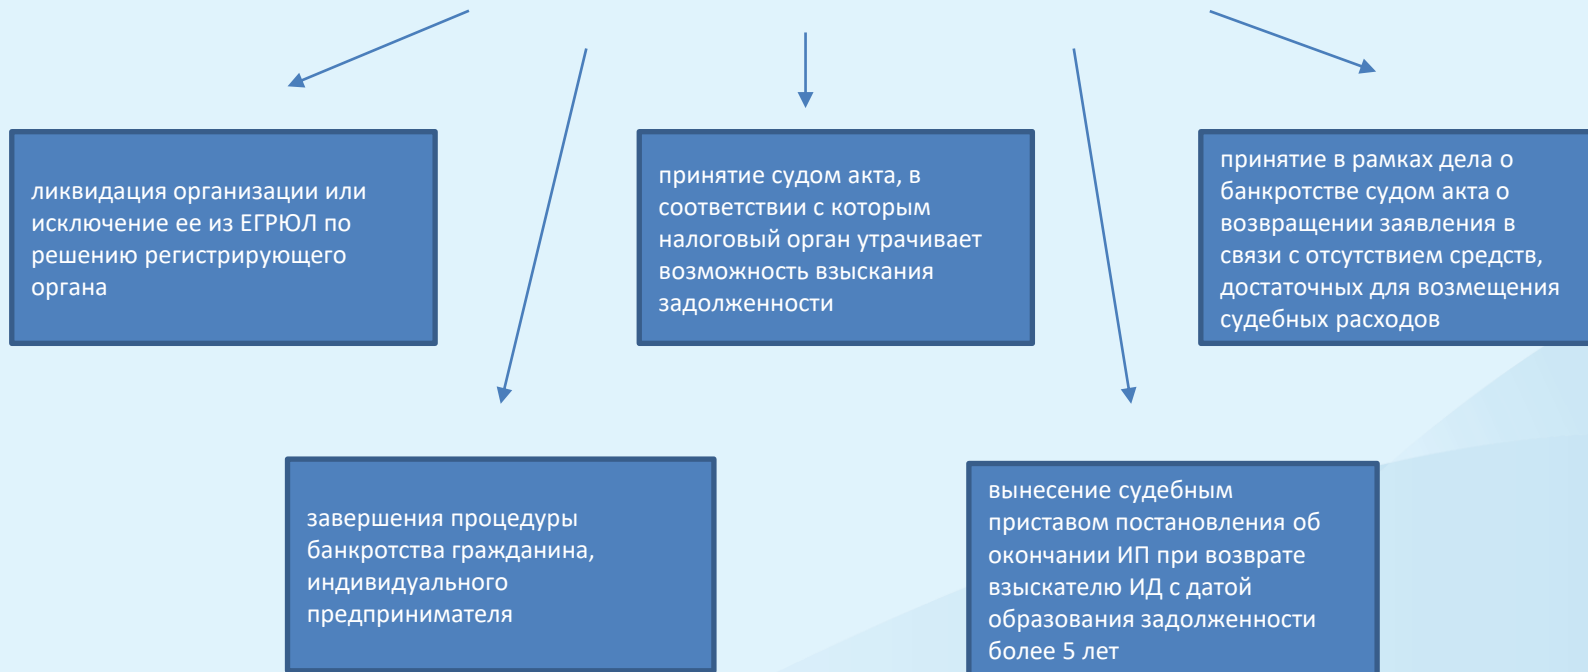 ликвидация организации или
исключение ее из ЕГРЮЛ по
решению регистрирующего
органа
принятие судом акта, в
соответствии с которым
налоговый орган утрачивает
возможность взыскания
задолженности
принятие в рамках дела о
банкротстве судом акта о
возвращении заявления в
связи с отсутствием средств,
достаточных для возмещения
судебных расходов
завершения процедуры
банкротства гражданина,
индивидуального
предпринимателя
вынесение судебным
приставом постановления об
окончании ИП при возврате
взыскателю ИД с датой
образования задолженности
более 5 лет